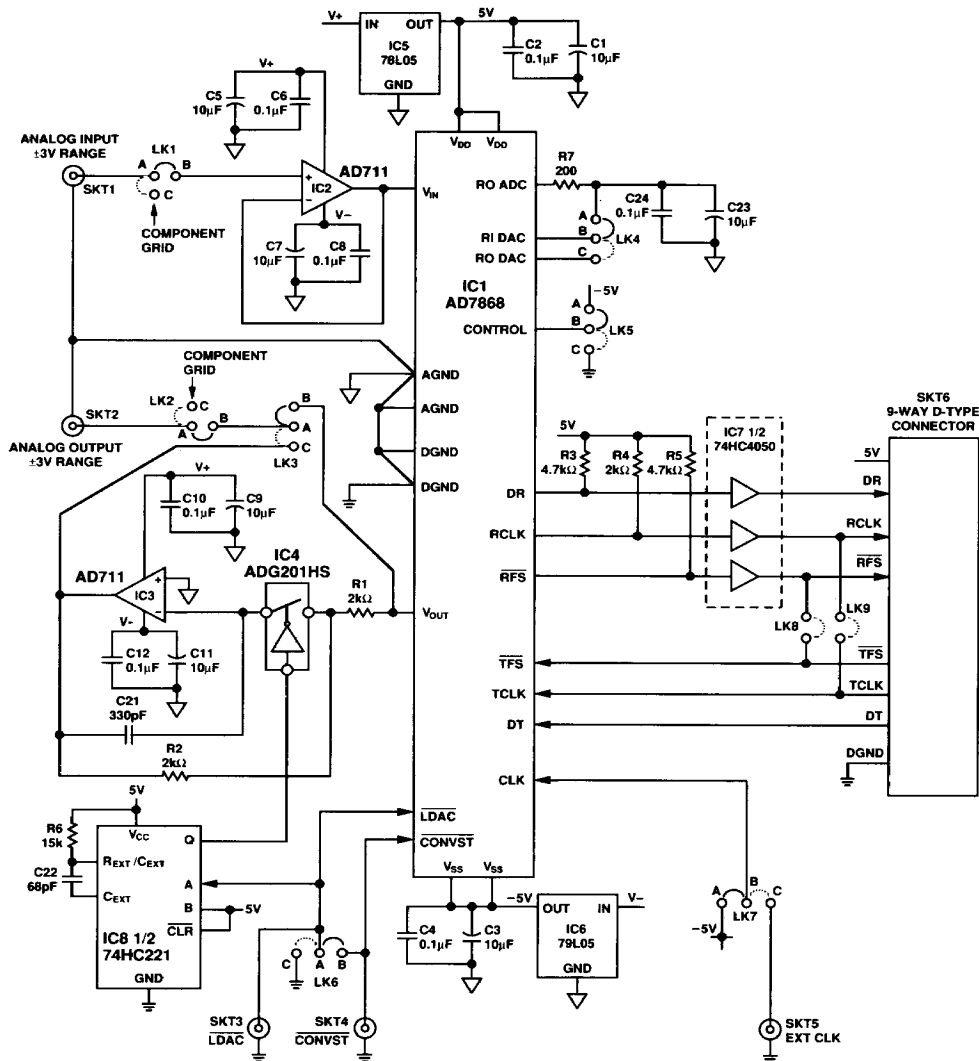 V+
IN
OUT
5V
IC5
78L05
GND
C2
0.1µF
C1
10µF
V+
C5
10µF
C6
0.1µF
ANALOG INPUT
±3V RANGE
LK1
A
B
C
SKT1
COMPONENT
GRID
AD711
+
IC2
−
V−
C7
10µF
C8
0.1µF
VDD
VDD
VIN
RO ADC
R7
200
C24
0.1µF
C23
10µF
A
RI DAC
B
LK4
RO DAC
C
IC1
AD7868
−5V
A
CONTROL
B
LK5
C
COMPONENT
GRID
LK2
C
A
B
SKT2
ANALOG OUTPUT
±3V RANGE
B
A
C
LK3
AGND
AGND
DGND
DGND
V+
C10
0.1µF
C9
10µF
IC4
ADG201HS
AD711
+
IC3
−
V−
R1
2kΩ
VOUT
C12
0.1µF
C11
10µF
C21
330pF
R2
2kΩ
5V
R3
4.7kΩ
R4
2kΩ
R5
4.7kΩ
IC7 1/2
74HC4050
SKT6
9-WAY D-TYPE
CONNECTOR
5V
DR
DR
RCLK
RCLK
RFS
RFS
LK8
LK9
TFS
TFS
TCLK
TCLK
DT
DT
DGND
CLK
LDAC
CONVST
5V
R6
15k
VCC
Q
REXT/CEXT
C22
68pF
CEXT
A
B
5V
CLR
IC8 1/2
74HC221
GND
C
A
B
LK6
SKT3
LDAC
SKT4
CONVST
VSS
VSS
C4
0.1µF
C3
10µF
−5V
OUT
IN
V−
IC6
79L05
GND
A
B
C
LK7
−5V
SKT5
EXT CLK